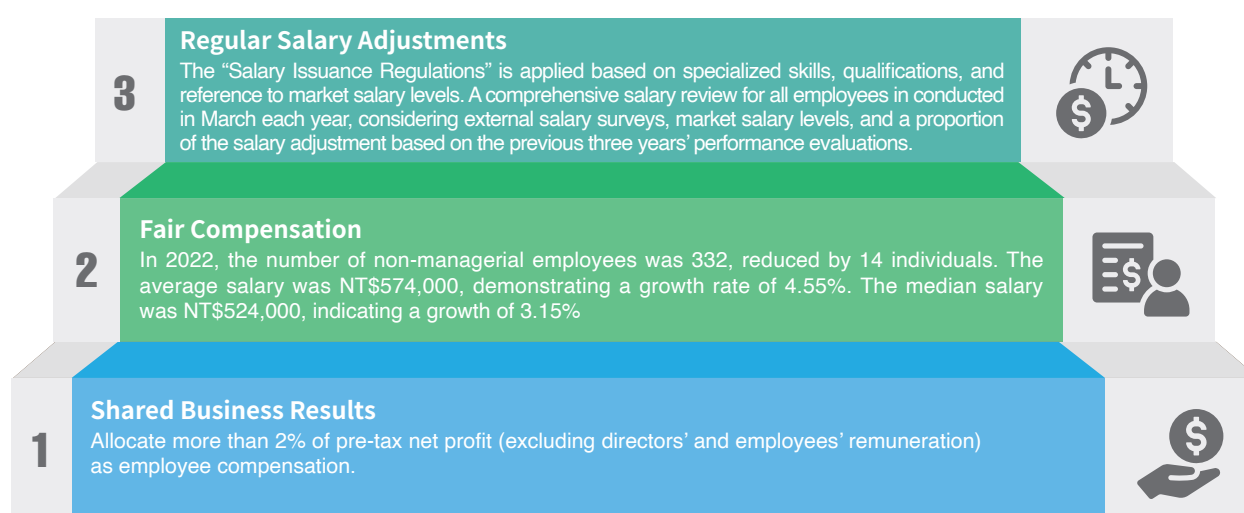 3
Regular Salary Adjustments
The “Salary Issuance Regulations” is applied based on specialized skills, qualifications, and
reference to market salary levels. A comprehensive salary review for all employees in conducted
in March each year, considering external salary surveys, market salary levels, and a proportion
of the salary adjustment based on the previous three years’ performance evaluations.
$
2
Fair Compensation
In 2022, the number of non-managerial employees was 332, reduced by 14 individuals. The
average salary was NT$574,000, demonstrating a growth rate of 4.55%. The median salary
was NT$524,000, indicating a growth of 3.15%
$
1
Shared Business Results
Allocate more than 2% of pre-tax net profit (excluding directors’ and employees’ remuneration)
as employee compensation.
$